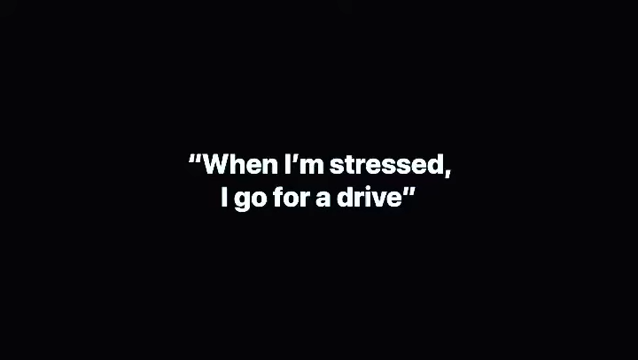 “When I’m stressed,
I go for a drive”